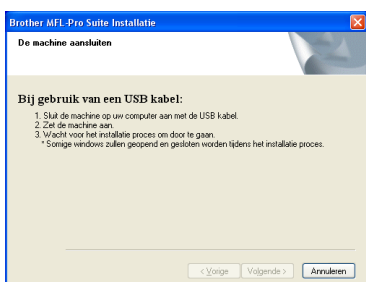 Brother MFL-Pro Suite Installatie
De machine aansluiten
Bij gebruik van een USB kabel:
1. Sluit de machine op uw computer aan met de USB kabel.
2. Zet de machine aan.
3. Wacht voor het installatie proces om door te gaan.
* Somige windows zullen geopend en gesloten worden tijdens het installatie proces.
< Vorige Volgende > Annuleren